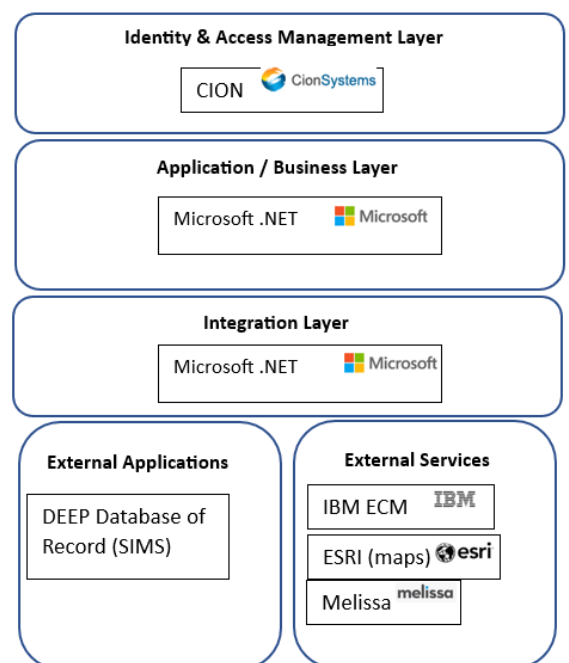 Identity & Access Management Layer
CION CionSystems
Application / Business Layer
Microsoft .NET Microsoft
Integration Layer
Microsoft .NET Microsoft
External Applications
DEEP Database of
Record (SIMS)
External Services
IBM ECM IBM
ESRI (maps) esri
Melissa melissa